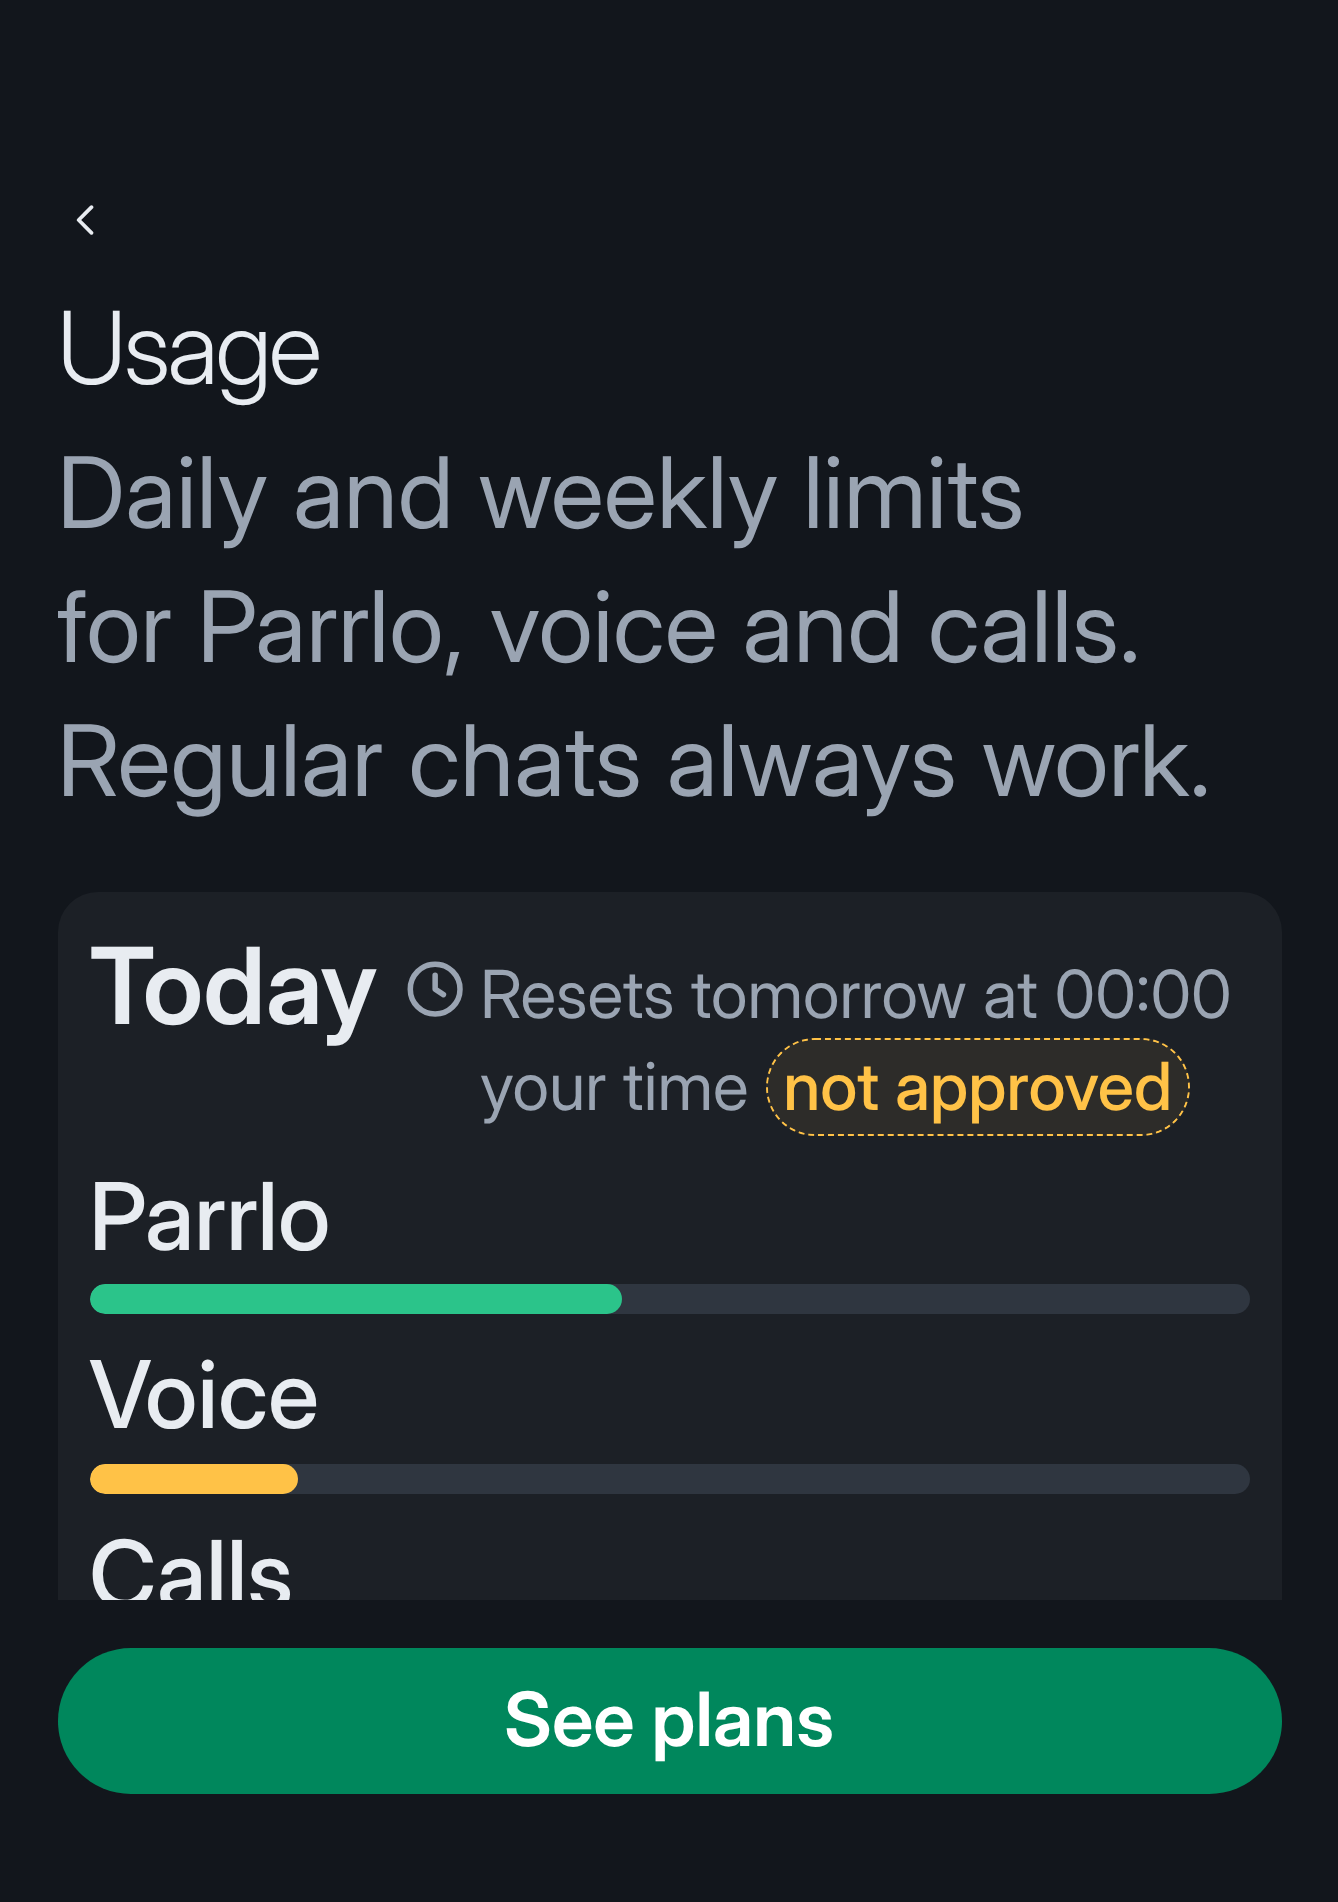 Usage
Daily and weekly limits
for Parrlo, voice and calls.
Regular chats always work.
Today Resets tomorrow at 00:00
your time not approved
Parrlo
Voice
Calls
See plans